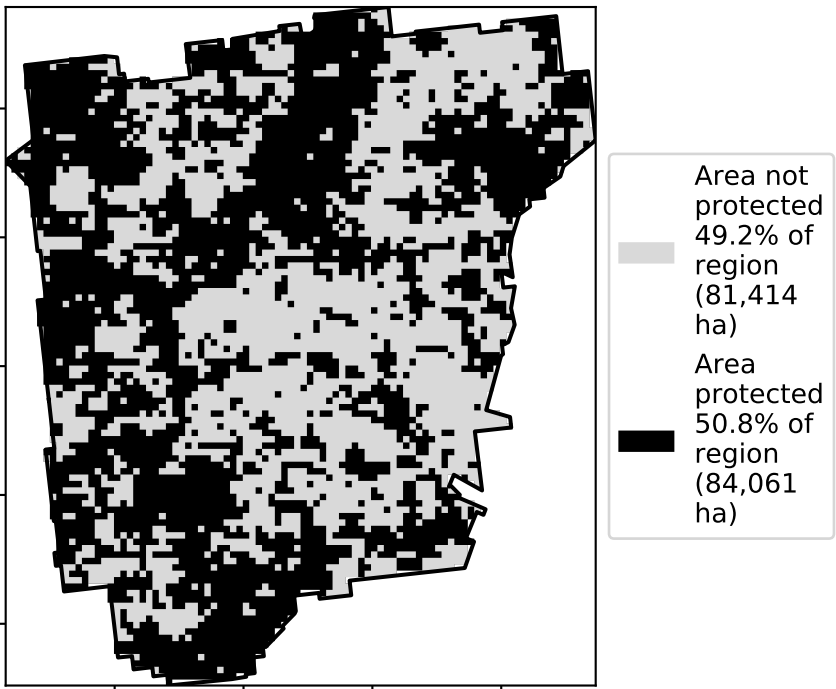 Area not
protected
49.2% of
region
(81,414
ha)
Area
protected
50.8% of
region
(84,061
ha)